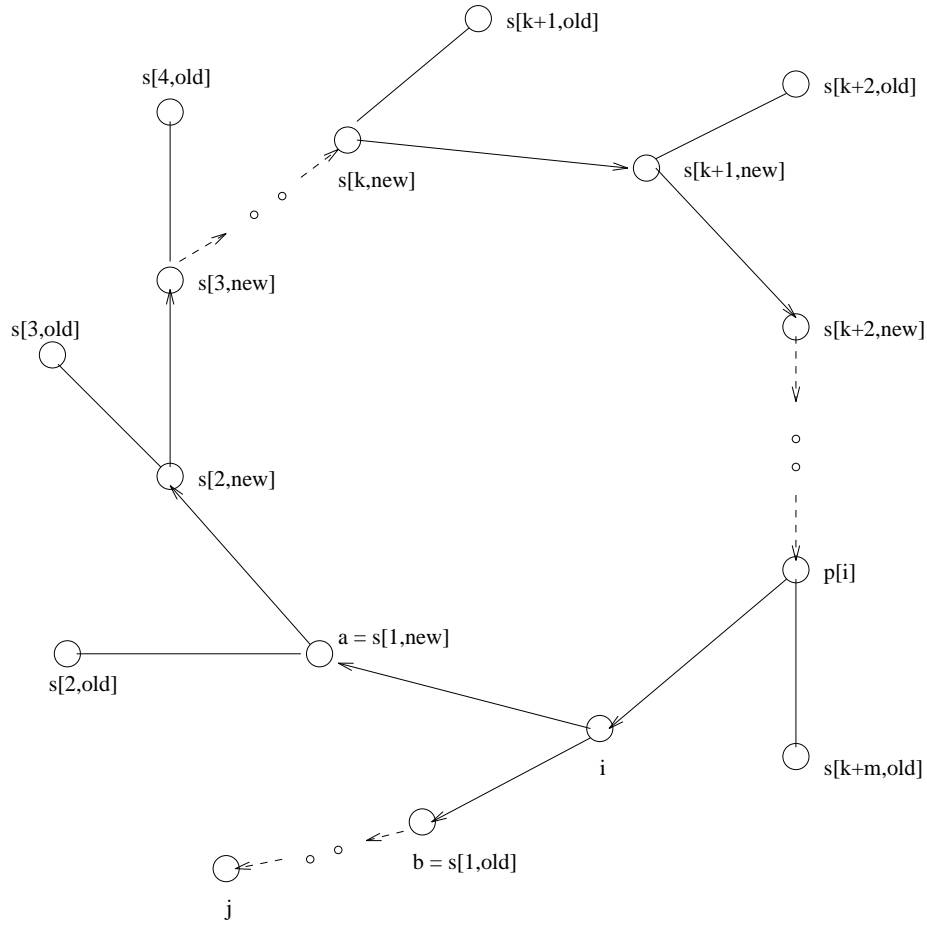 s[k+1,old]
s[4,old]
s[k+2,old]
s[k,new]
s[k+1,new]
s[3,new]
s[3,old]
s[k+2,new]
s[2,new]
p[i]
a = s[1,new]
s[2,old]
i
s[k+m,old]
b = s[1,old]
j